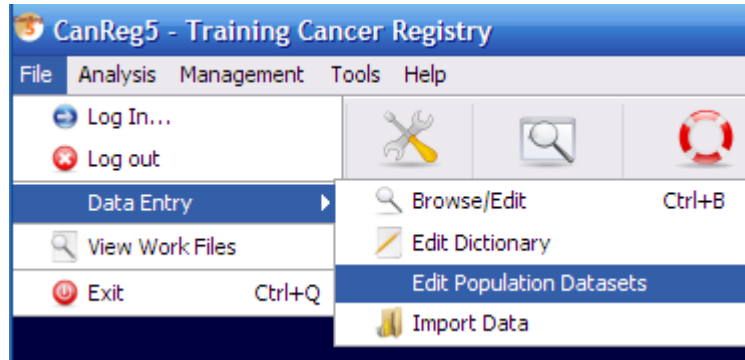 CanReg5 - Training Cancer Registry
File Analysis Management Tools Help
Log In...
Log out
Data Entry
Browse/Edit Ctrl+B
View Work Files
Edit Dictionary
Exit Ctrl+Q
Edit Population Datasets
Import Data